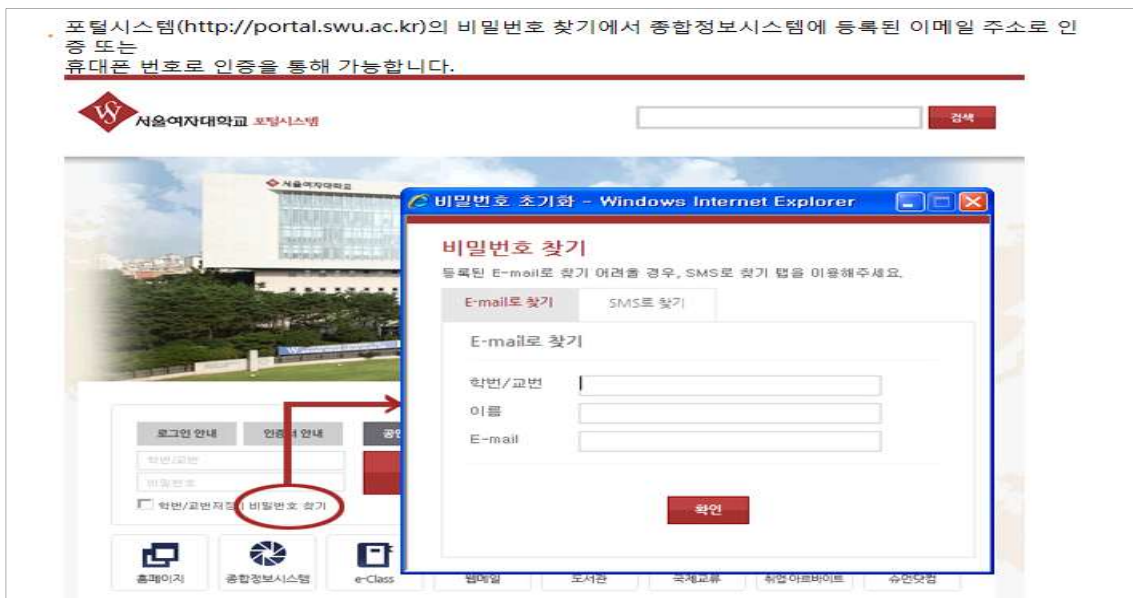 포털시스템(http://portal.swu.ac.kr)의 비밀번호 찾기에서 종합정보시스템에 등록된 이메일 주소로 인
증 또는
휴대폰 번호로 인증을 통해 가능합니다.
서울여자대학교 포털시스템
검색
서울여자대학교
비밀번호 초기화 - Windows Internet Explorer
비밀번호 찾기
등록된 E-mail로 찾기 어려울 경우, SMS로 찾기 탭을 이용해주세요.
E-mail로 찾기 SMS로 찾기
E-mail로 찾기
학번/교번
이름
E-mail
확인
로그인 안내 인증서 안내 공인
학번/교번
비밀번호
학번/교번저장 비밀번호 찾기
홈페이지 종합정보시스템 e-Class 웹메일 도서관 국제교류 취업·아르바이트 슈먼닷컴